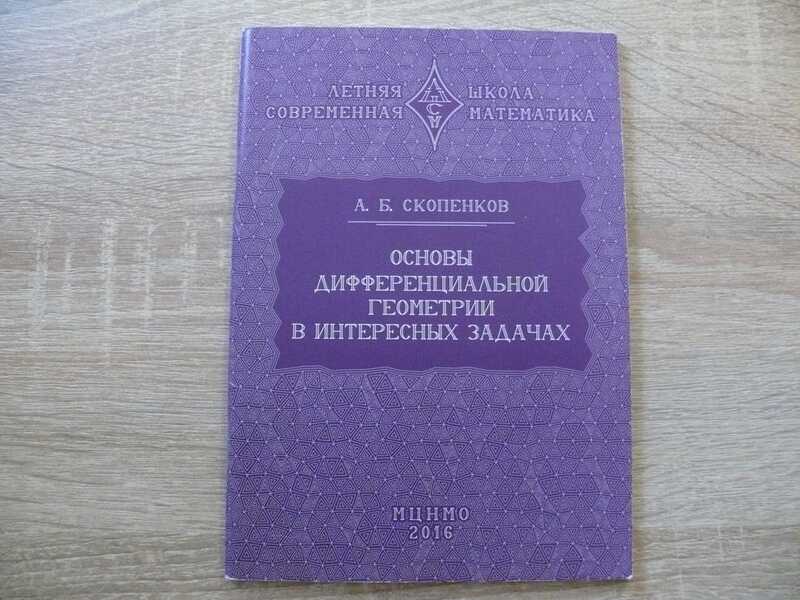 ЛЕТНЯЯ ШКОЛА
СОВРЕМЕННАЯ МАТЕМАТИКА
А. Б. СКОПЕНКОВ
ОСНОВЫ
ДИФФЕРЕНЦИАЛЬНОЙ
ГЕОМЕТРИИ
В ИНТЕРЕСНЫХ ЗАДАЧАХ
МЦНМО
2016